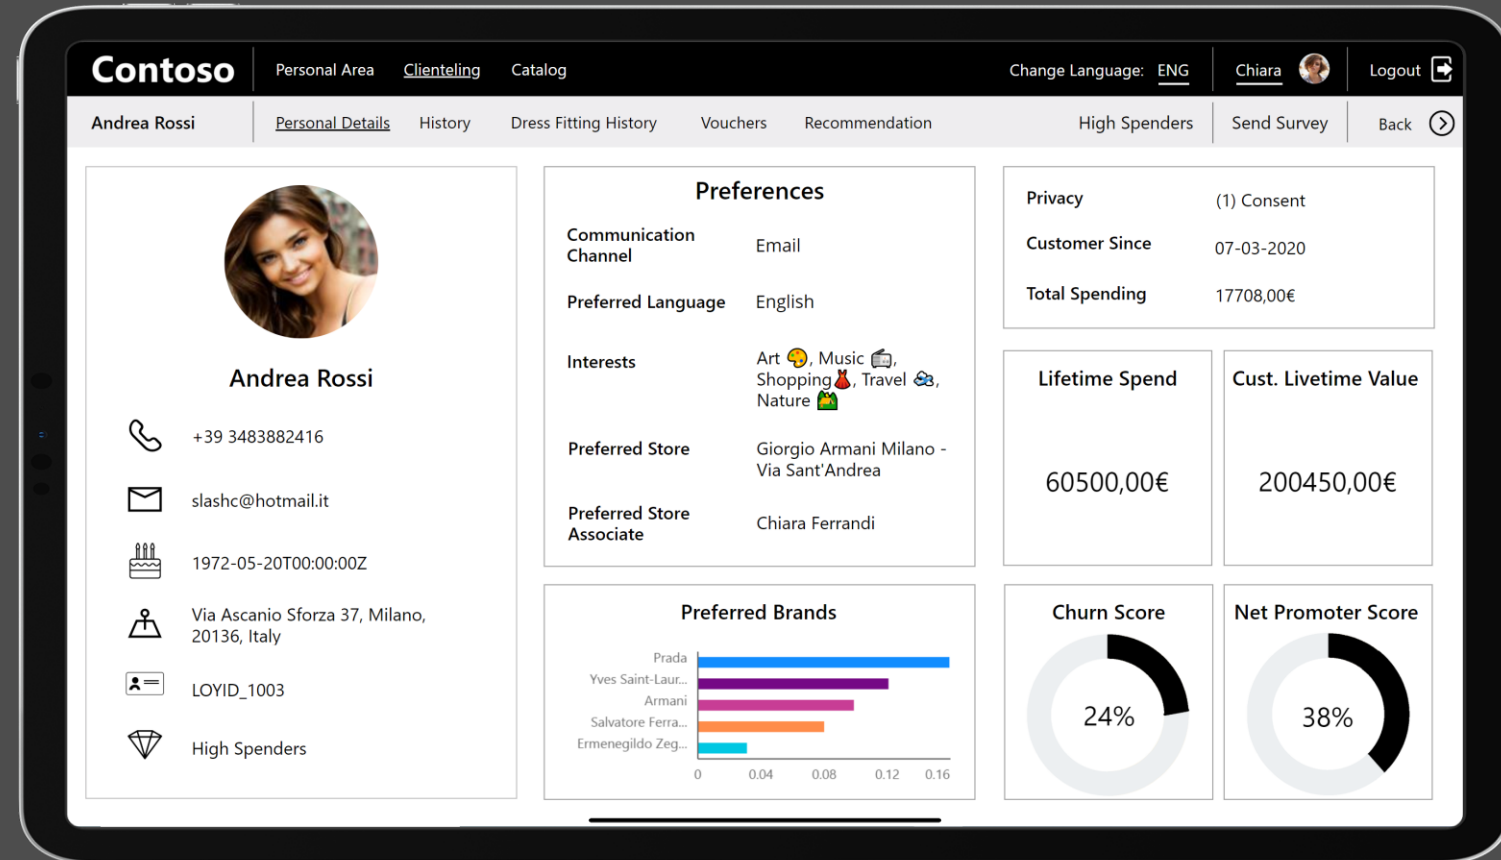 Contoso
Personal Area
Clienteling
Catalog
Change Language: ENG
Chiara
Logout
Andrea Rossi
Personal Details
History
Dress Fitting History
Vouchers
Recommendation
High Spenders
Send Survey
Back
Andrea Rossi
+39 3483882416
slashc@hotmail.it
1972-05-20T00:00:00Z
Via Ascanio Sforza 37, Milano,
20136, Italy
LOYID_1003
High Spenders
Preferences
Communication
Channel
Email
Preferred Language
English
Interests
Art 🎨, Music 📻,
Shopping👗, Travel 🌏,
Nature 🏞
Preferred Store
Giorgio Armani Milano -
Via Sant'Andrea
Preferred Store
Associate
Chiara Ferrandi
Preferred Brands
Prada
Yves Saint-Laur...
Armani
Salvatore Ferra...
Ermenegildo Zeg...
0
0.04
0.08
0.12
0.16
Privacy
(1) Consent
Customer Since
07-03-2020
Total Spending
17708,00€
Lifetime Spend
60500,00€
Cust. Livetime Value
200450,00€
Churn Score
24%
Net Promoter Score
38%